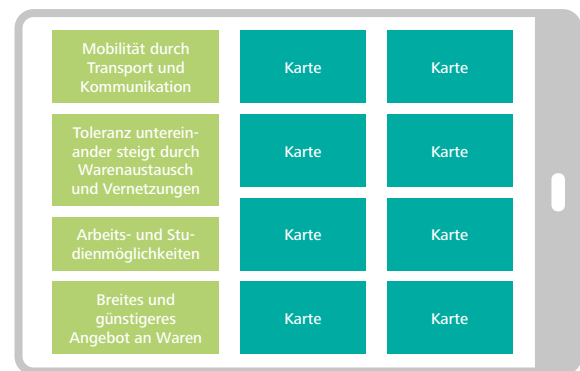 Mobilität durch
Transport und
Kommunikation
Karte
Karte
Toleranz unterein-
ander steigt durch
Warenaustausch
und Vernetzungen
Karte
Karte
Arbeits- und Stu-
dienmöglichkeiten
Karte
Karte
Breites und
günstigeres
Angebot an Waren
Karte
Karte